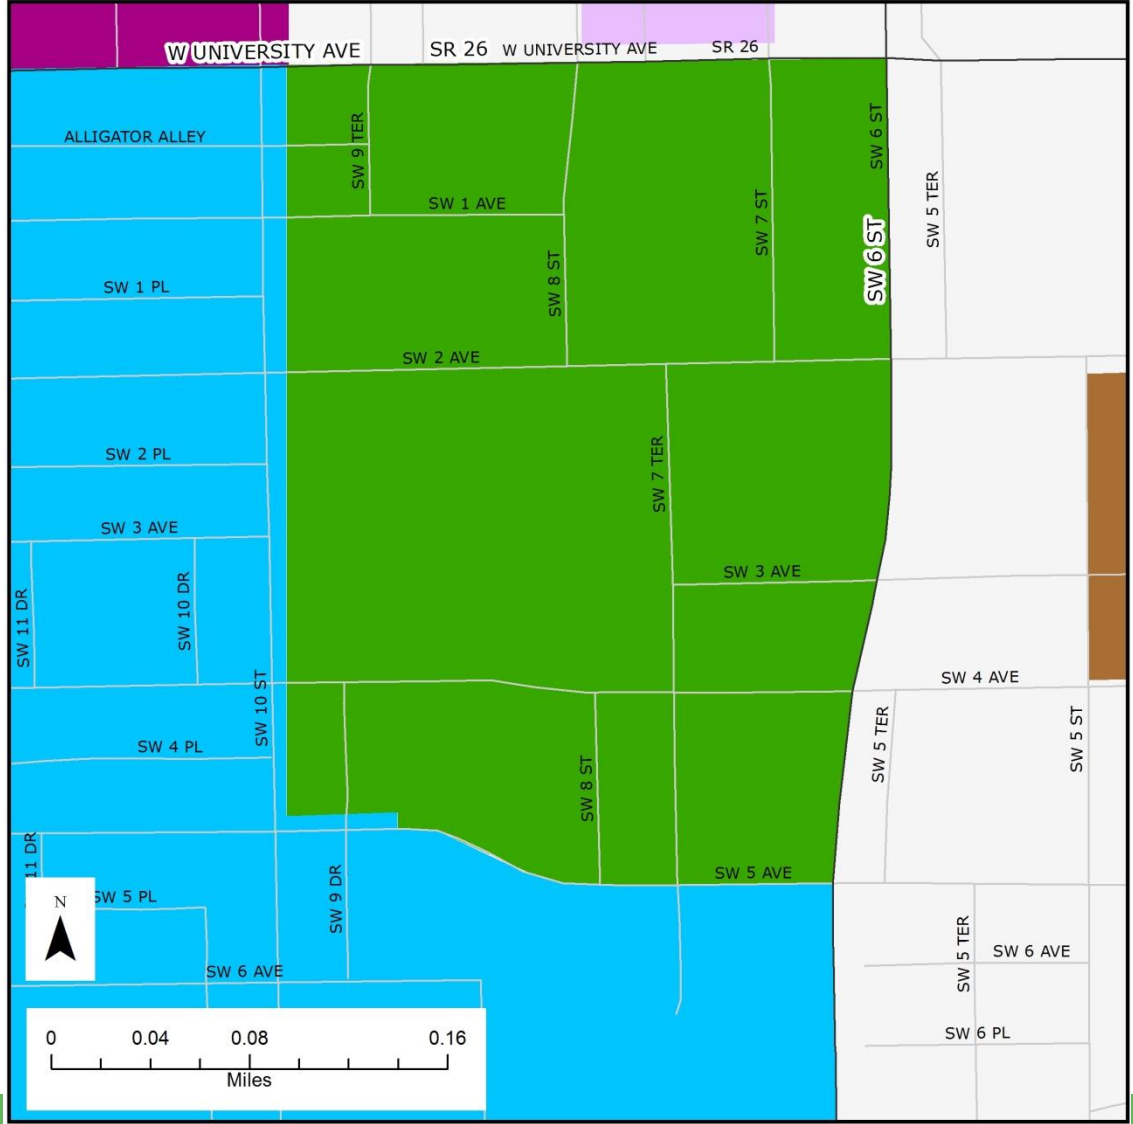 W UNIVERSITY AVE
SR 26
W UNIVERSITY AVE
SR 26
ALLIGATOR ALLEY
SW 9 TER
SW 6 ST
SW 5 TER
SW 1 AVE
SW 7 ST
SW 6 ST
SW 8 ST
SW 1 PL
SW 2 AVE
SW 2 PL
SW 7 TER
SW 3 AVE
SW 3 AVE
SW 11 DR
SW 10 DR
SW 4 AVE
SW 10 ST
SW 4 PL
SW 5 TER
SW 5 ST
SW 8 ST
11 DR
SW 5 AVE
SW 9 DR
SW 5 PL
N
SW 5 TER
SW 6 AVE
SW 6 AVE
SW 6 PL
0 0.04 0.08 0.16
Miles